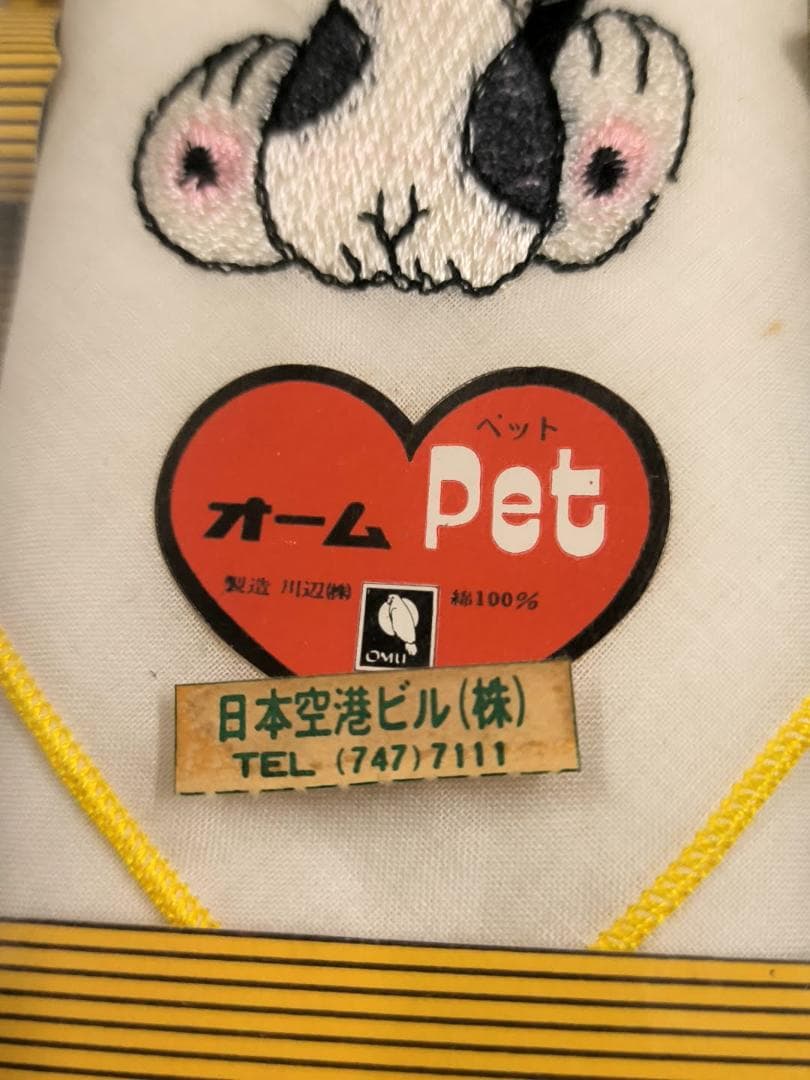 ペット
オーム Pet
製造 川辺㈱ 綿100%
OMU
日本空港ビル(株)
TEL (747)7111